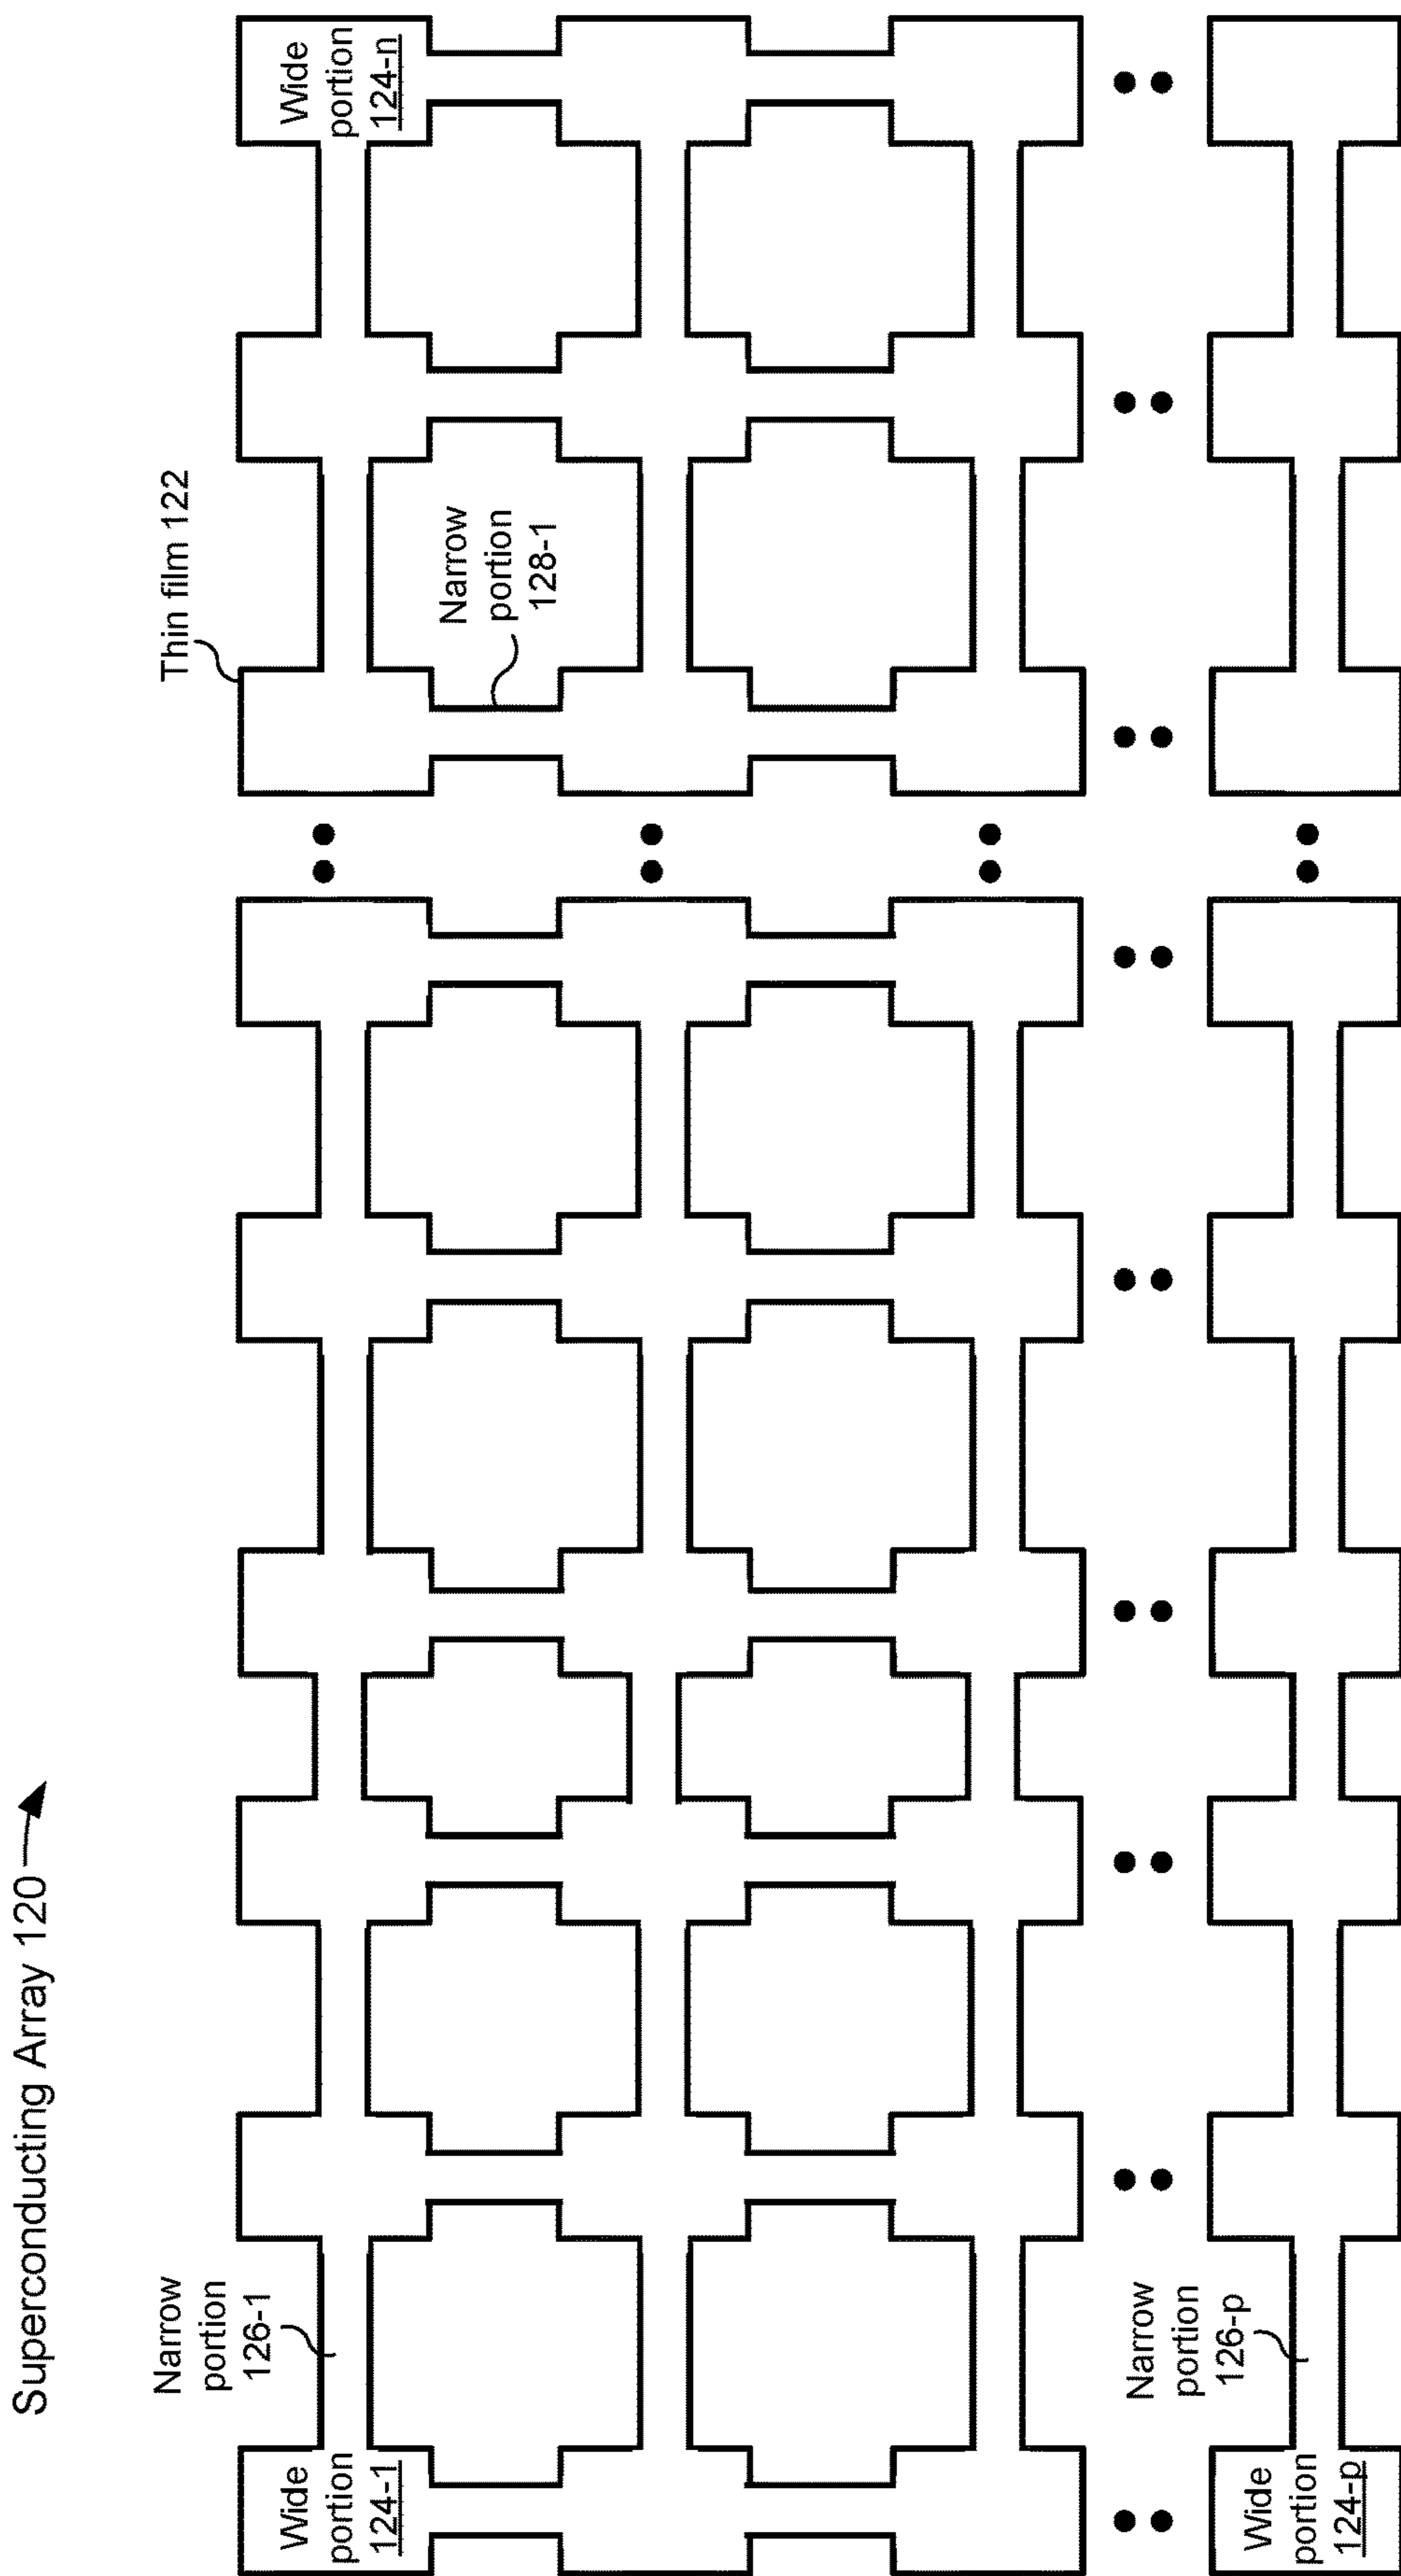 Superconducting Array 120
Thin film 122
Narrow
portion
126-1
Wide
portion
124-1
Narrow
portion
128-1
Wide
portion
124-n
Narrow
portion
126-p
Wide
portion
124-p